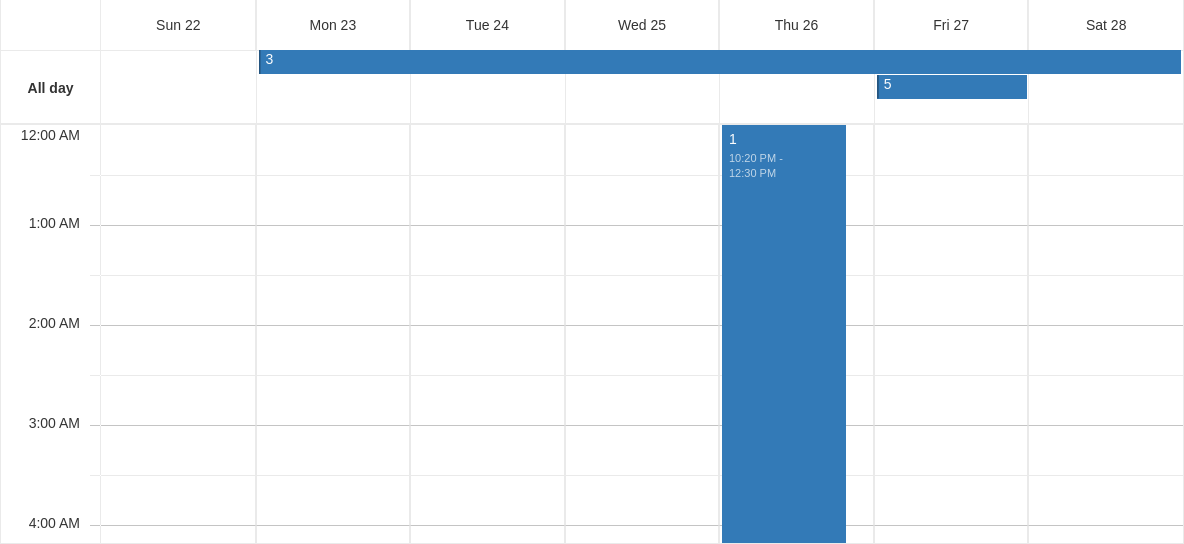 Sun 22 Mon 23 Tue 24 Wed 25 Thu 26 Fri 27 Sat 28
All day
3
5
12:00 AM
1
10:20 PM -
12:30 PM
1:00 AM
2:00 AM
3:00 AM
4:00 AM